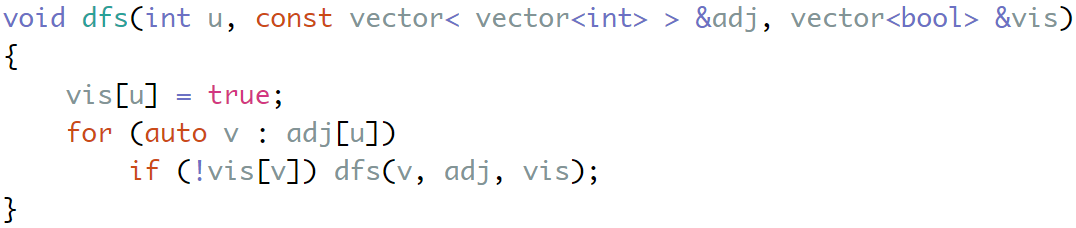 void dfs(int u, const vector< vector<int> > &adj, vector<bool> &vis)
{
    vis[u] = true;
    for (auto v : adj[u])
        if (!vis[v]) dfs(v, adj, vis);
}